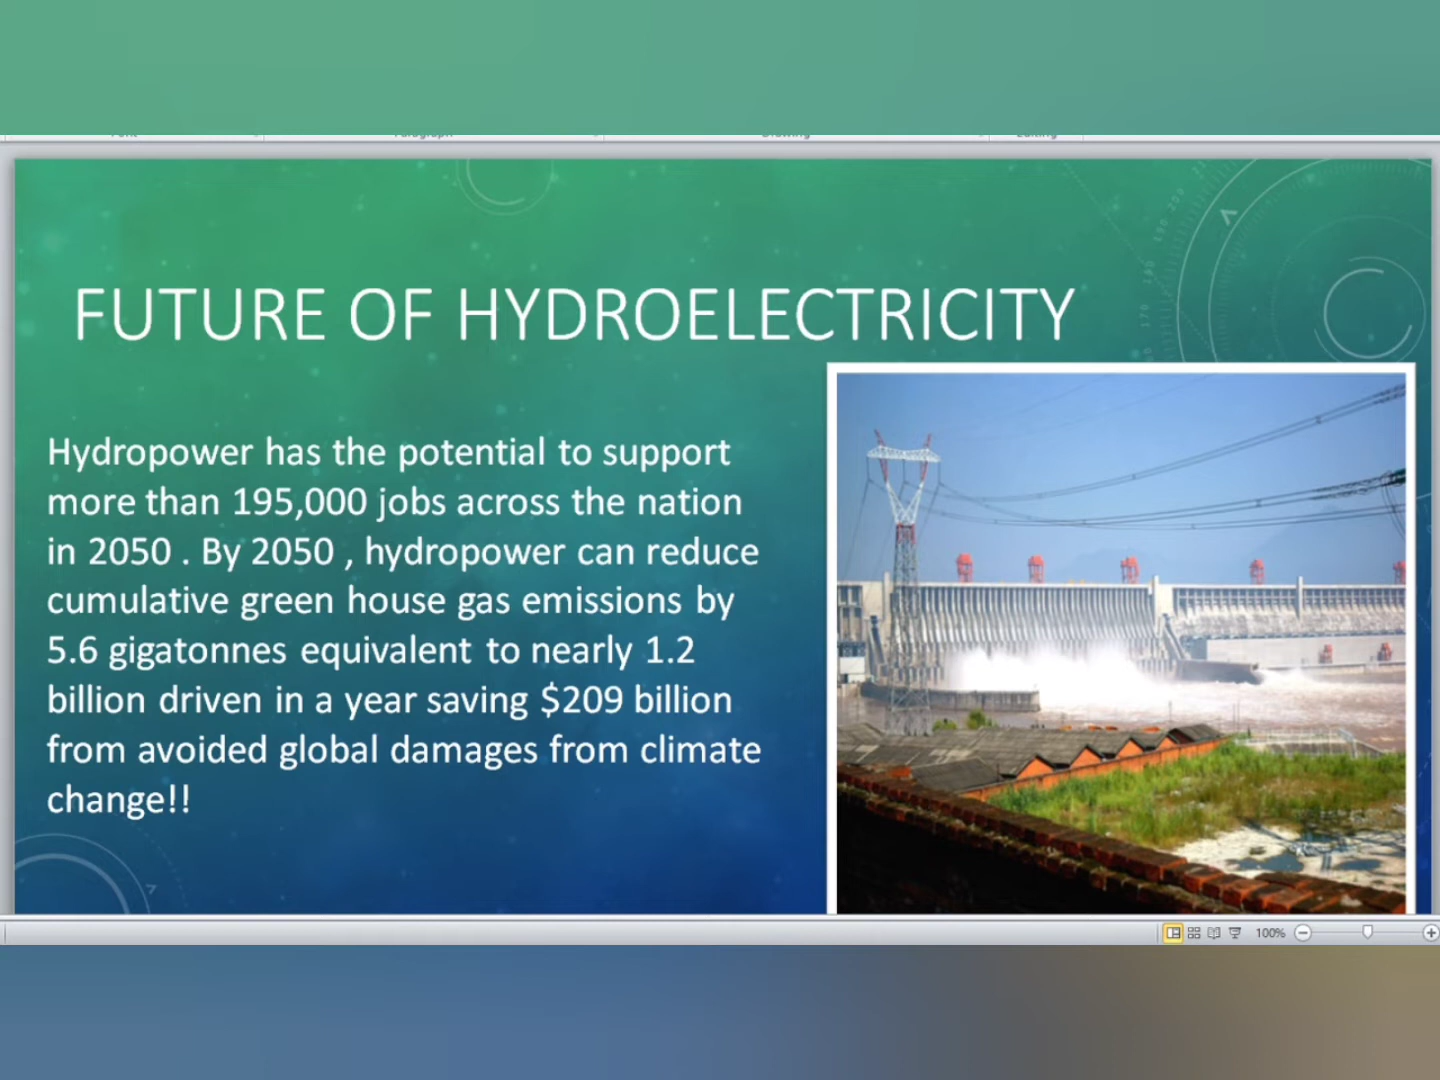 FUTURE OF HYDROELECTRICITY
Hydropower has the potential to support
more than 195,000 jobs across the nation
in 2050 . By 2050 , hydropower can reduce
cumulative green house gas emissions by
5.6 gigatonnes equivalent to nearly 1.2
billion driven in a year saving $209 billion
from avoided global damages from climate
change!!
100%